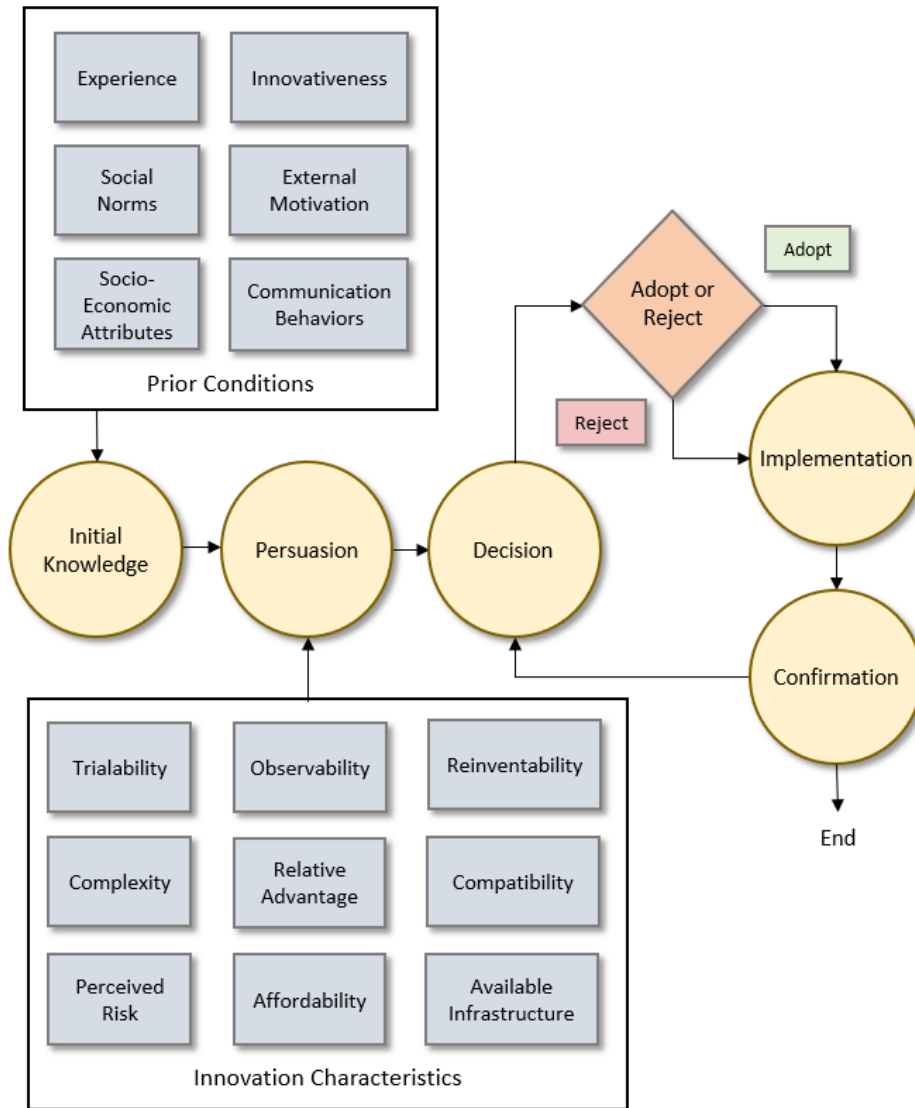 Experience
Innovativeness
Social
Norms
External
Motivation
Socio-
Economic
Attributes
Communication
Behaviors
Prior Conditions
Adopt or
Reject
Adopt
Reject
Implementation
Initial
Knowledge
Persuasion
Decision
Confirmation
End
Trialability
Observability
Reinventability
Complexity
Relative
Advantage
Compatibility
Perceived
Risk
Affordability
Available
Infrastructure
Innovation Characteristics